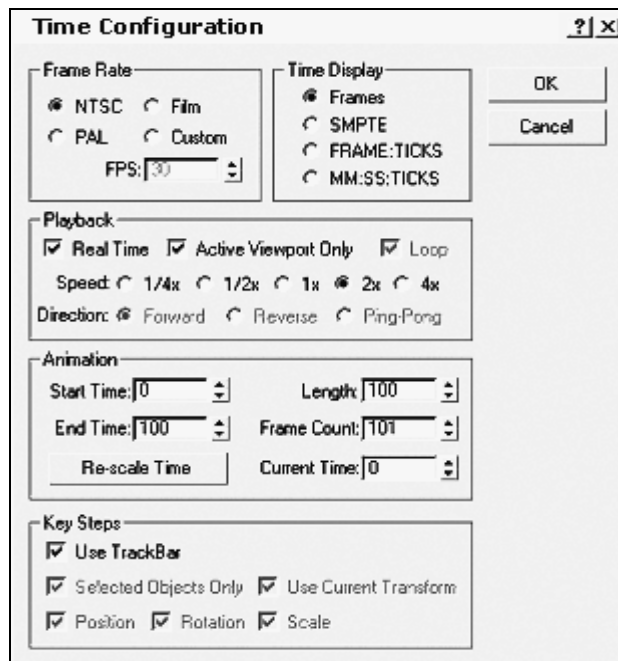 Time Configuration
Frame Rate
NTSC Film
PAL Custom
FPS: 30
Time Display
Frames
SMPTE
FRAME:TICKS
MM:SS:TICKS
OK
Cancel
Playback
Real Time Active Viewport Only Loop
Speed: 1/4x 1/2x 1x 2x 4x
Direction: Forward Reverse Ping-Pong
Animation
Start Time: 0 Length: 100
End Time: 100 Frame Count: 101
Re-scale Time Current Time: 0
Key Steps
Use TrackBar
Selected Objects Only Use Current Transform
Position Rotation Scale